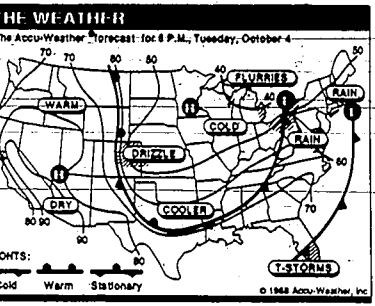 THE WEATHER
he Accu-Weather forecast for 8 P.M., Tuesday, October 4
70 70 60 50 40 FLURRIES 50
40 RAIN
WARM
COLD
RAIN
DRIZZLE
60
DRY COOLER 70
80 90
90
80
T-STORMS
ONTS:
Cold Warm Stationary
© 1988 Accu-Weather, Inc